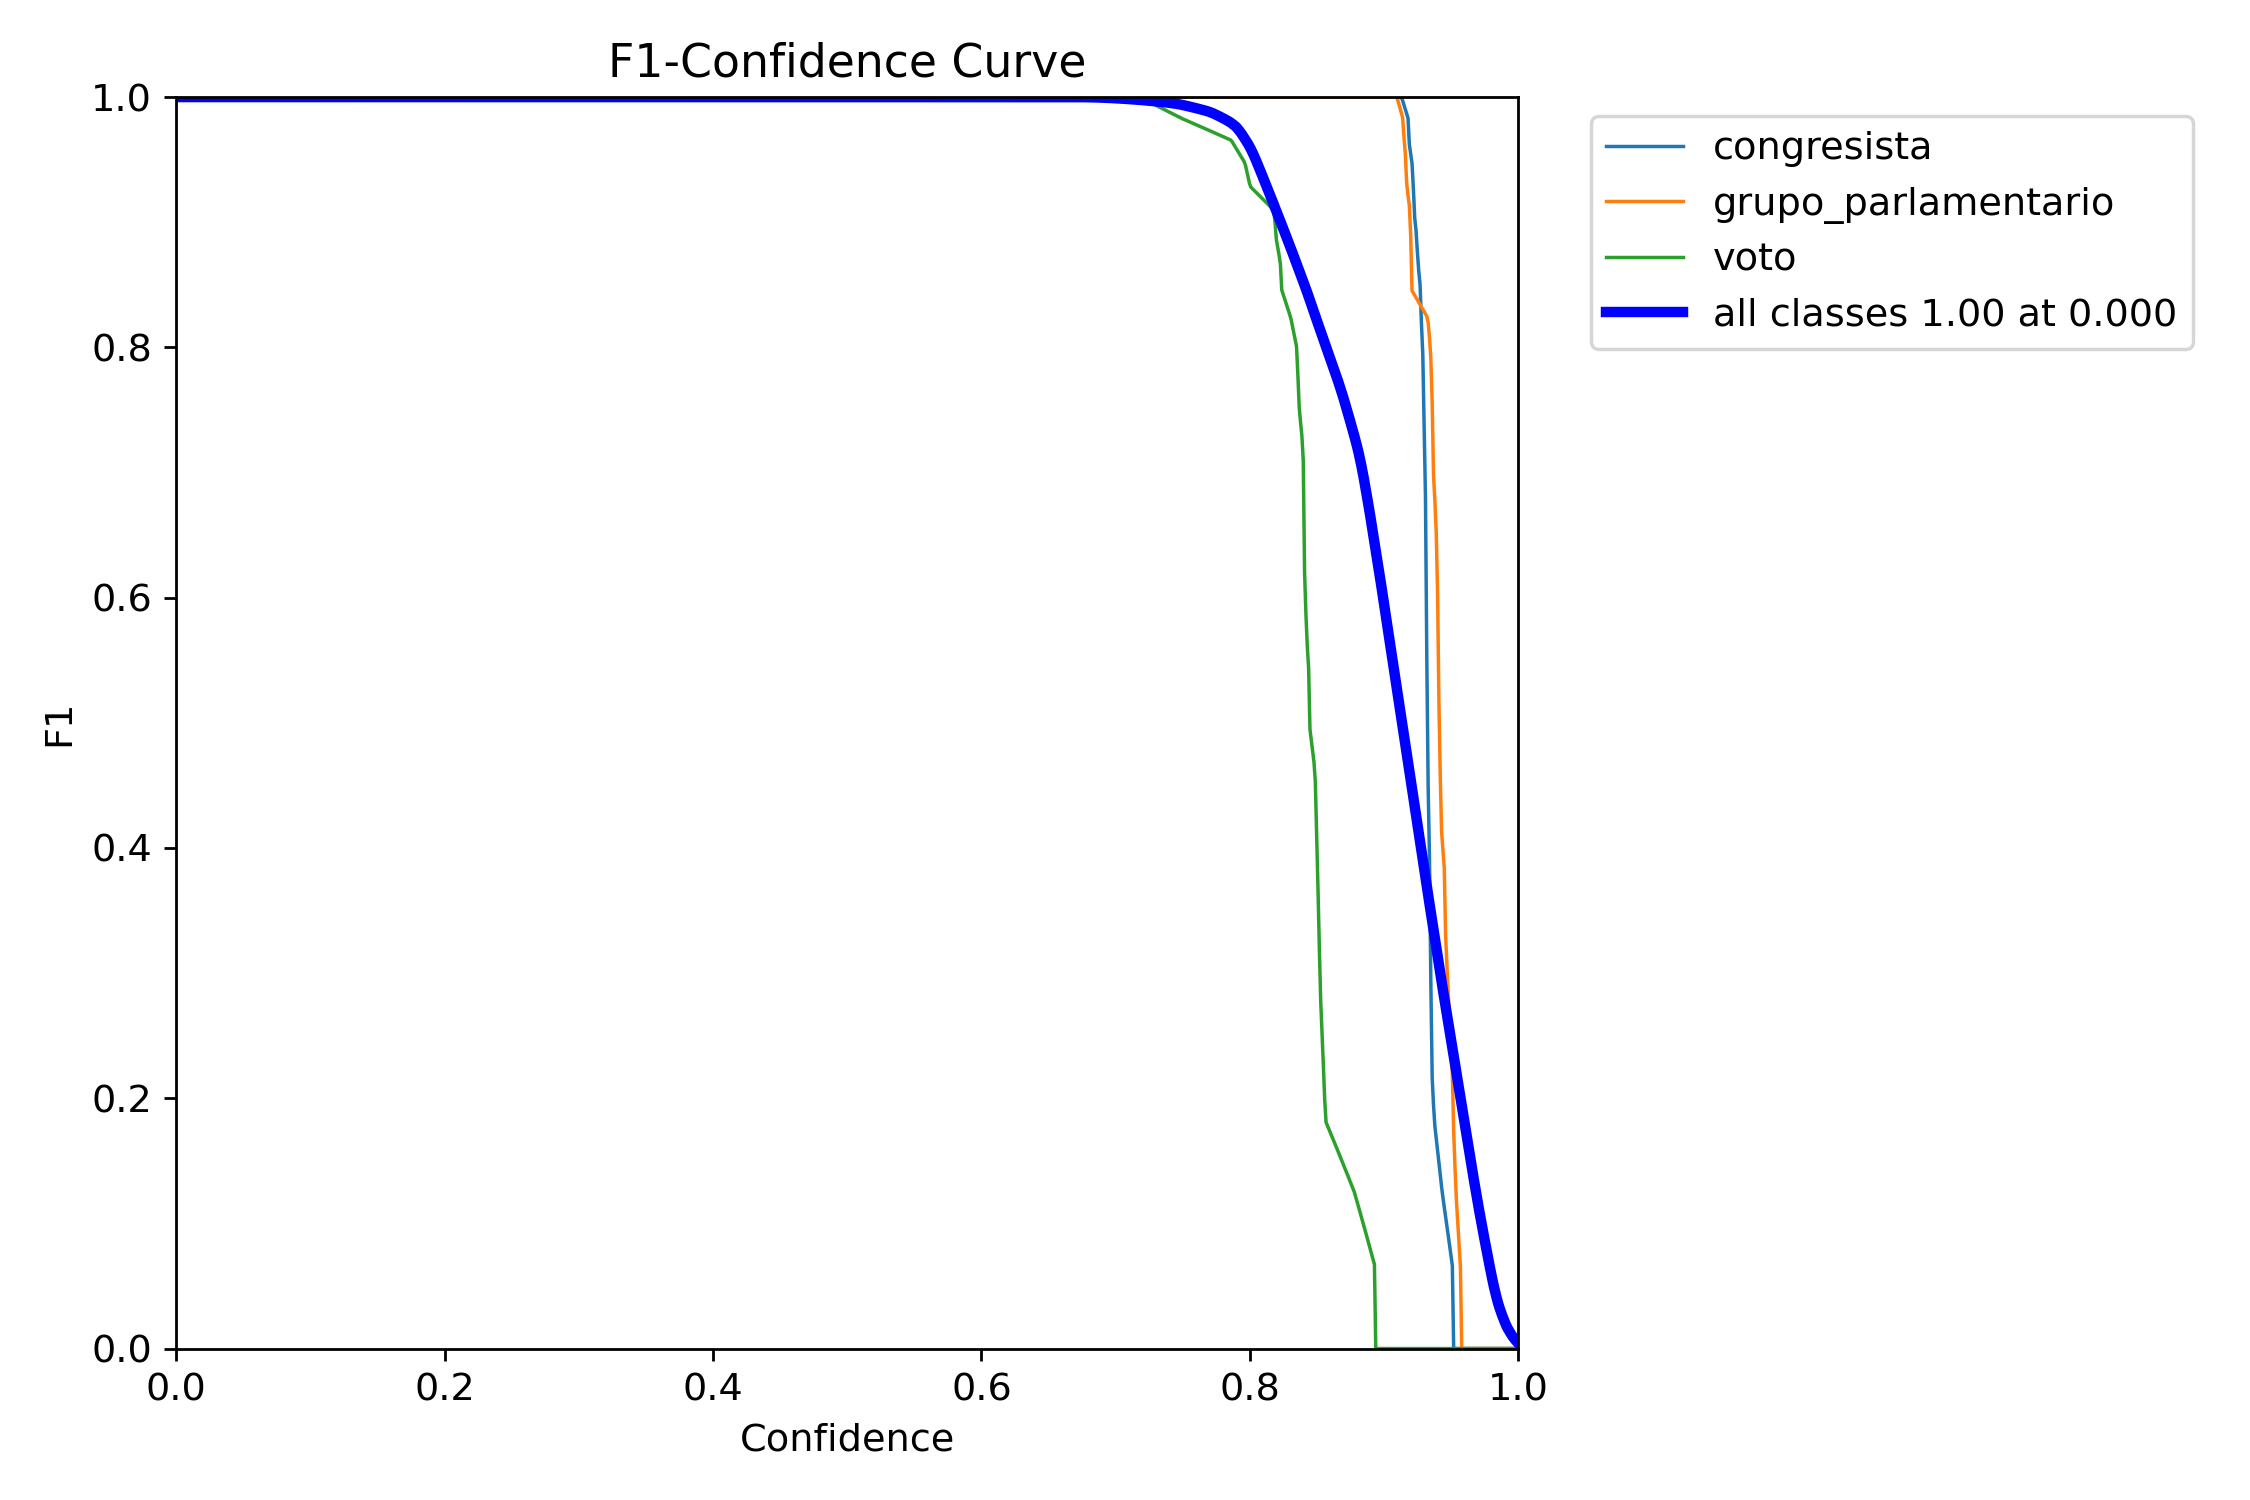 F1-Confidence Curve
1.0
0.8
0.6
0.4
0.2
0.0
F1
0.0 0.2 0.4 0.6 0.8 1.0
Confidence
congresista
grupo_parlamentario
voto
all classes 1.00 at 0.000